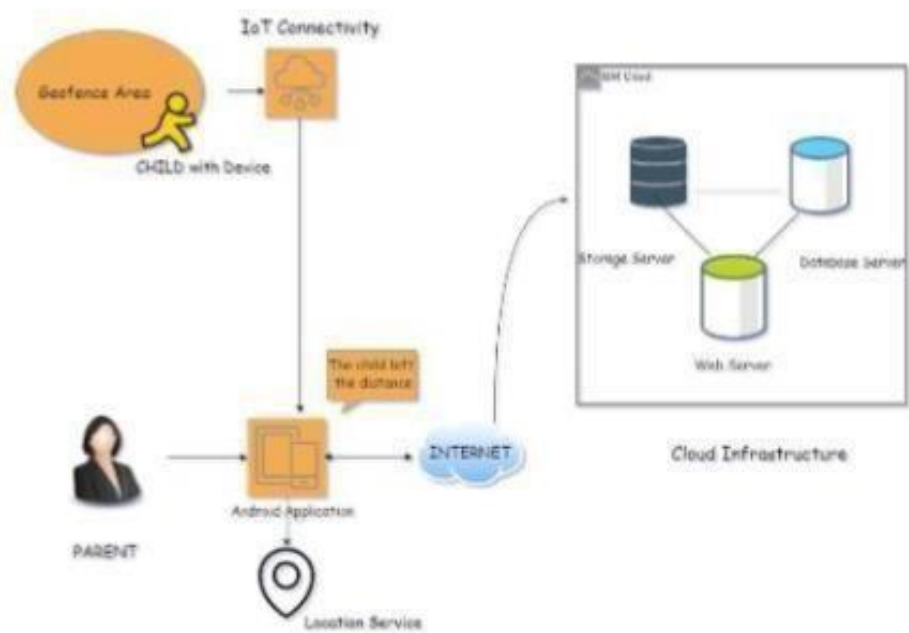 IoT Connectivity
Geofence Area
CHILD with Device
IBM Cloud
Storage Server
Database Server
Web Server
The child left
the distance
INTERNET
Cloud Infrastructure
Android Application
PARENT
Location Service